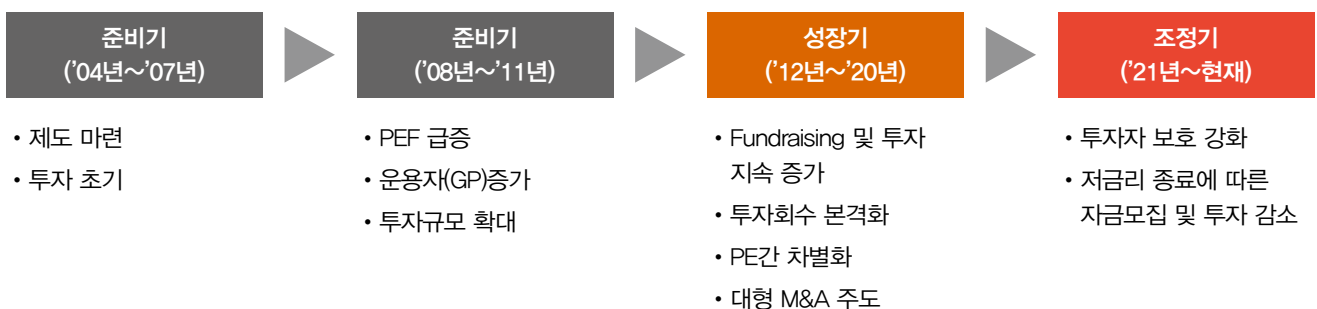 준비기
('04년~'07년)
• 제도 마련
• 투자 초기
준비기
('08년~'11년)
• PEF 급증
• 운용자(GP)증가
• 투자규모 확대
성장기
('12년~'20년)
• Fundraising 및 투자
지속 증가
• 투자회수 본격화
• PE간 차별화
• 대형 M&A 주도
조정기
('21년~현재)
• 투자자 보호 강화
• 저금리 종료에 따른
자금모집 및 투자 감소